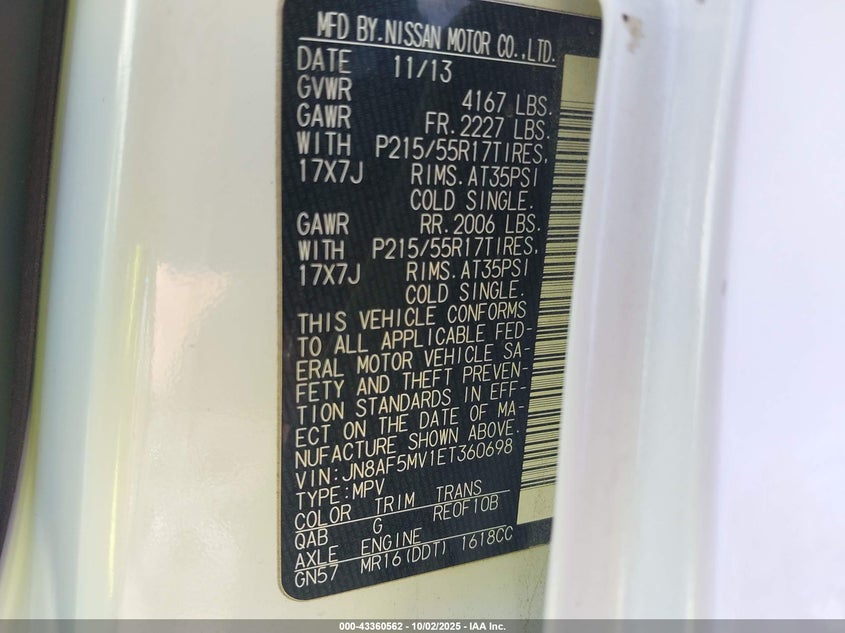 MFD BY.NISSAN MOTOR CO.,LTD.
DATE 11/13
GVWR 4167 LBS.
GAWR FR.2227 LBS.
WITH P215/55R17TIRES,
17X7J RIMS.AT35PSI
COLD SINGLE.
GAWR RR.2006 LBS.
WITH P215/55R17TIRES,
17X7J RIMS.AT35PSI
COLD SINGLE.
THIS VEHICLE CONFORMS
TO ALL APPLICABLE FED-
ERAL MOTOR VEHICLE SA-
FETY AND THEFT PREVEN-
TION STANDARDS IN EFF-
ECT ON THE DATE OF MA-
NUFACTURE SHOWN ABOVE.
VIN:JN8AF5MV1ET360698
TYPE:MPV
COLOR TRIM TRANS
QAB G RE0F10B
AXLE ENGINE
GN57 MR16(DDT) 1618CC
000-43360562 - 10/02/2025 - IAA Inc.